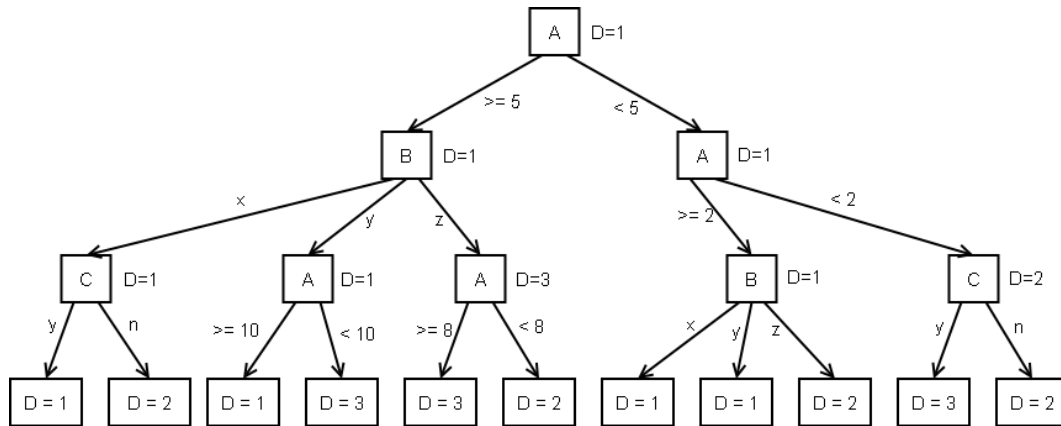 A D=1
>= 5 < 5
B D=1 A D=1
x y z >= 2 < 2
C D=1 A D=1 A D=3 B D=1 C D=2
y n >= 10 < 10 >= 8 < 8 x y z y n
D = 1 D = 2 D = 1 D = 3 D = 3 D = 2 D = 1 D = 1 D = 2 D = 3 D = 2